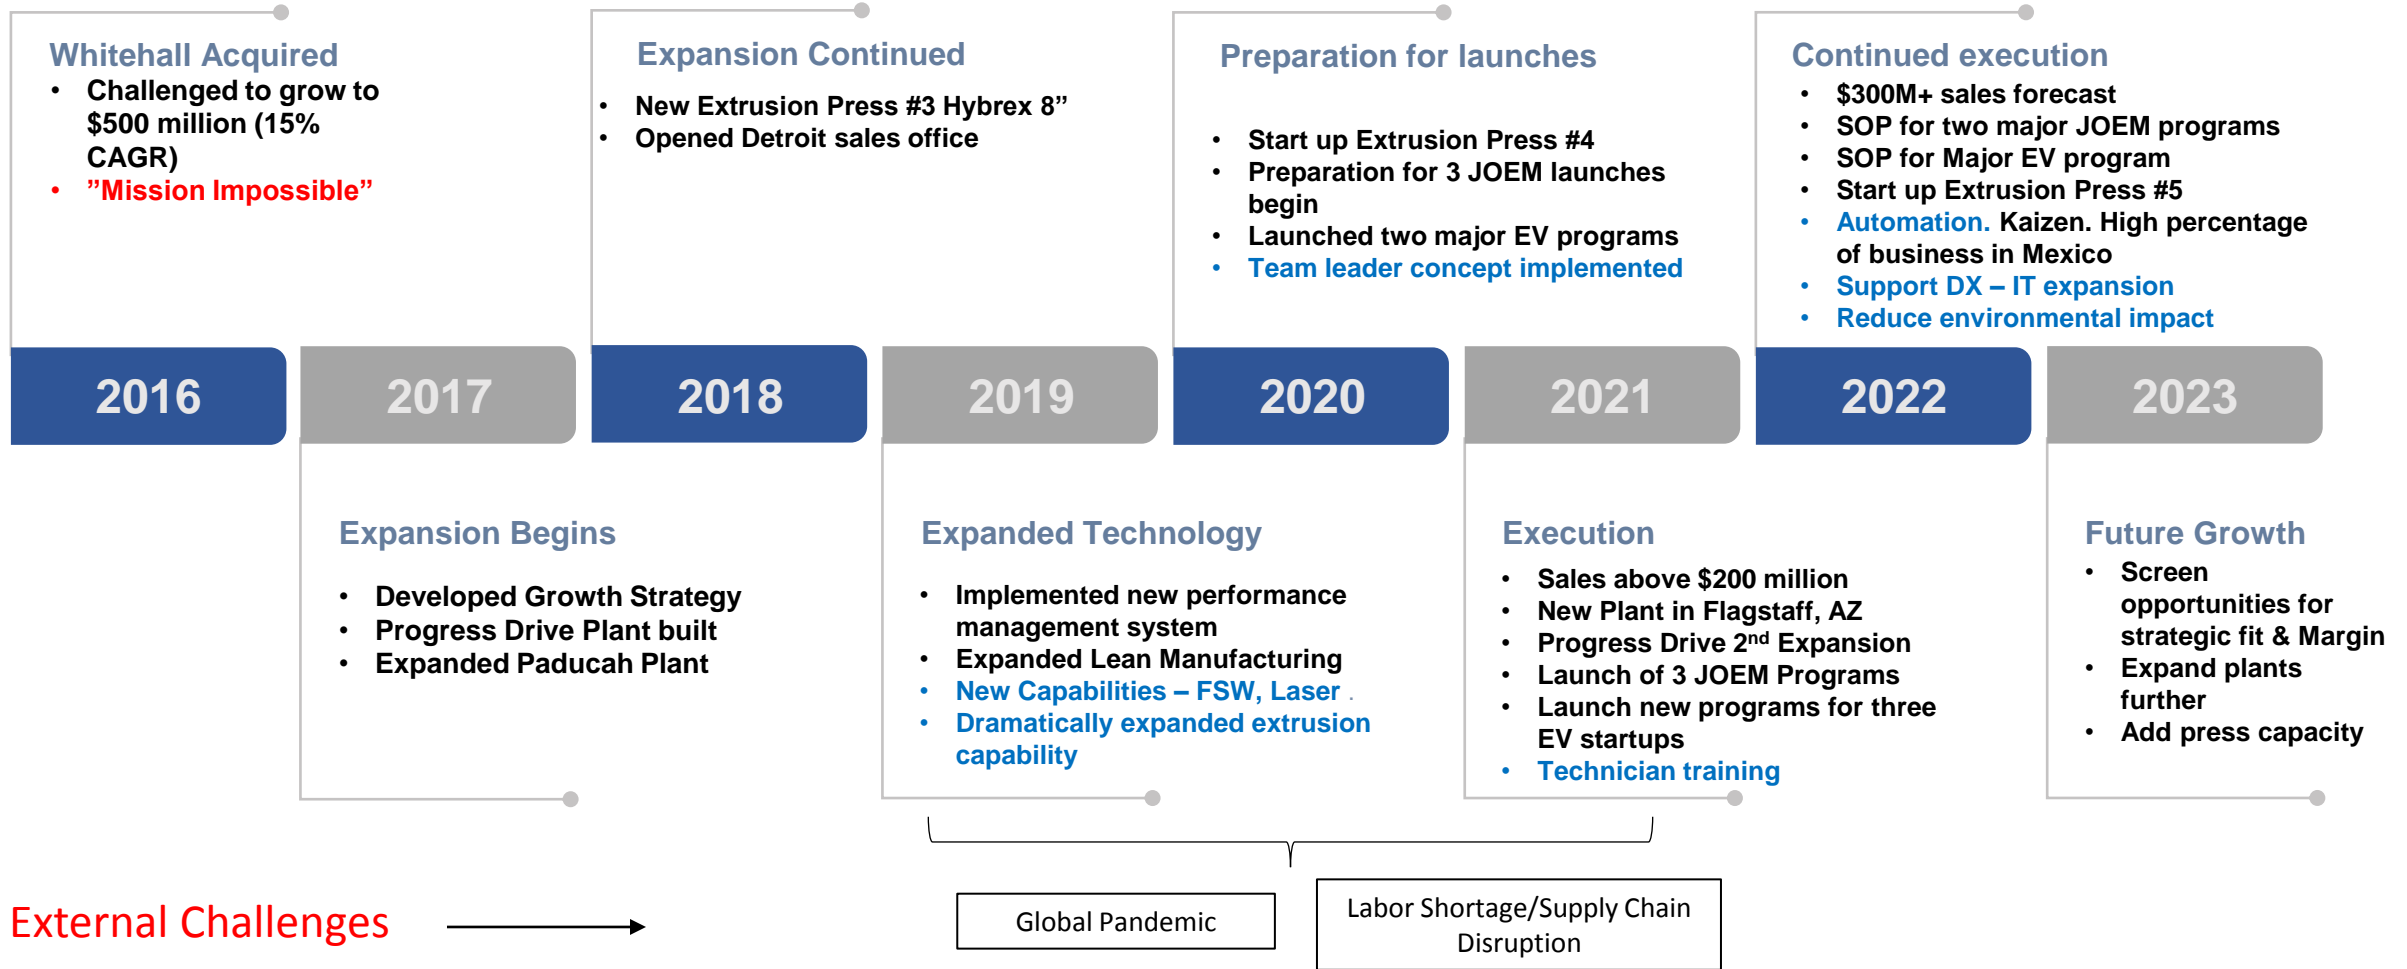 Whitehall Acquired
• Challenged to grow to
$500 million (15%
CAGR)
• ”Mission Impossible”
Expansion Continued
• New Extrusion Press #3 Hybrex 8”
• Opened Detroit sales office
Preparation for launches
• Start up Extrusion Press #4
• Preparation for 3 JOEM launches
begin
• Launched two major EV programs
• Team leader concept implemented
Continued execution
• $300M+ sales forecast
• SOP for two major JOEM programs
• SOP for Major EV program
• Start up Extrusion Press #5
• Automation. Kaizen. High percentage
of business in Mexico
• Support DX – IT expansion
• Reduce environmental impact
2016
2017
2018
2019
2020
2021
2022
2023
Expansion Begins
• Developed Growth Strategy
• Progress Drive Plant built
• Expanded Paducah Plant
Expanded Technology
• Implemented new performance
management system
• Expanded Lean Manufacturing
• New Capabilities – FSW, Laser .
• Dramatically expanded extrusion
capability
Execution
• Sales above $200 million
• New Plant in Flagstaff, AZ
• Progress Drive 2nd Expansion
• Launch of 3 JOEM Programs
• Launch new programs for three
EV startups
• Technician training
Future Growth
• Screen
opportunities for
strategic fit & Margin
• Expand plants
further
• Add press capacity
External Challenges
Global Pandemic
Labor Shortage/Supply Chain
Disruption